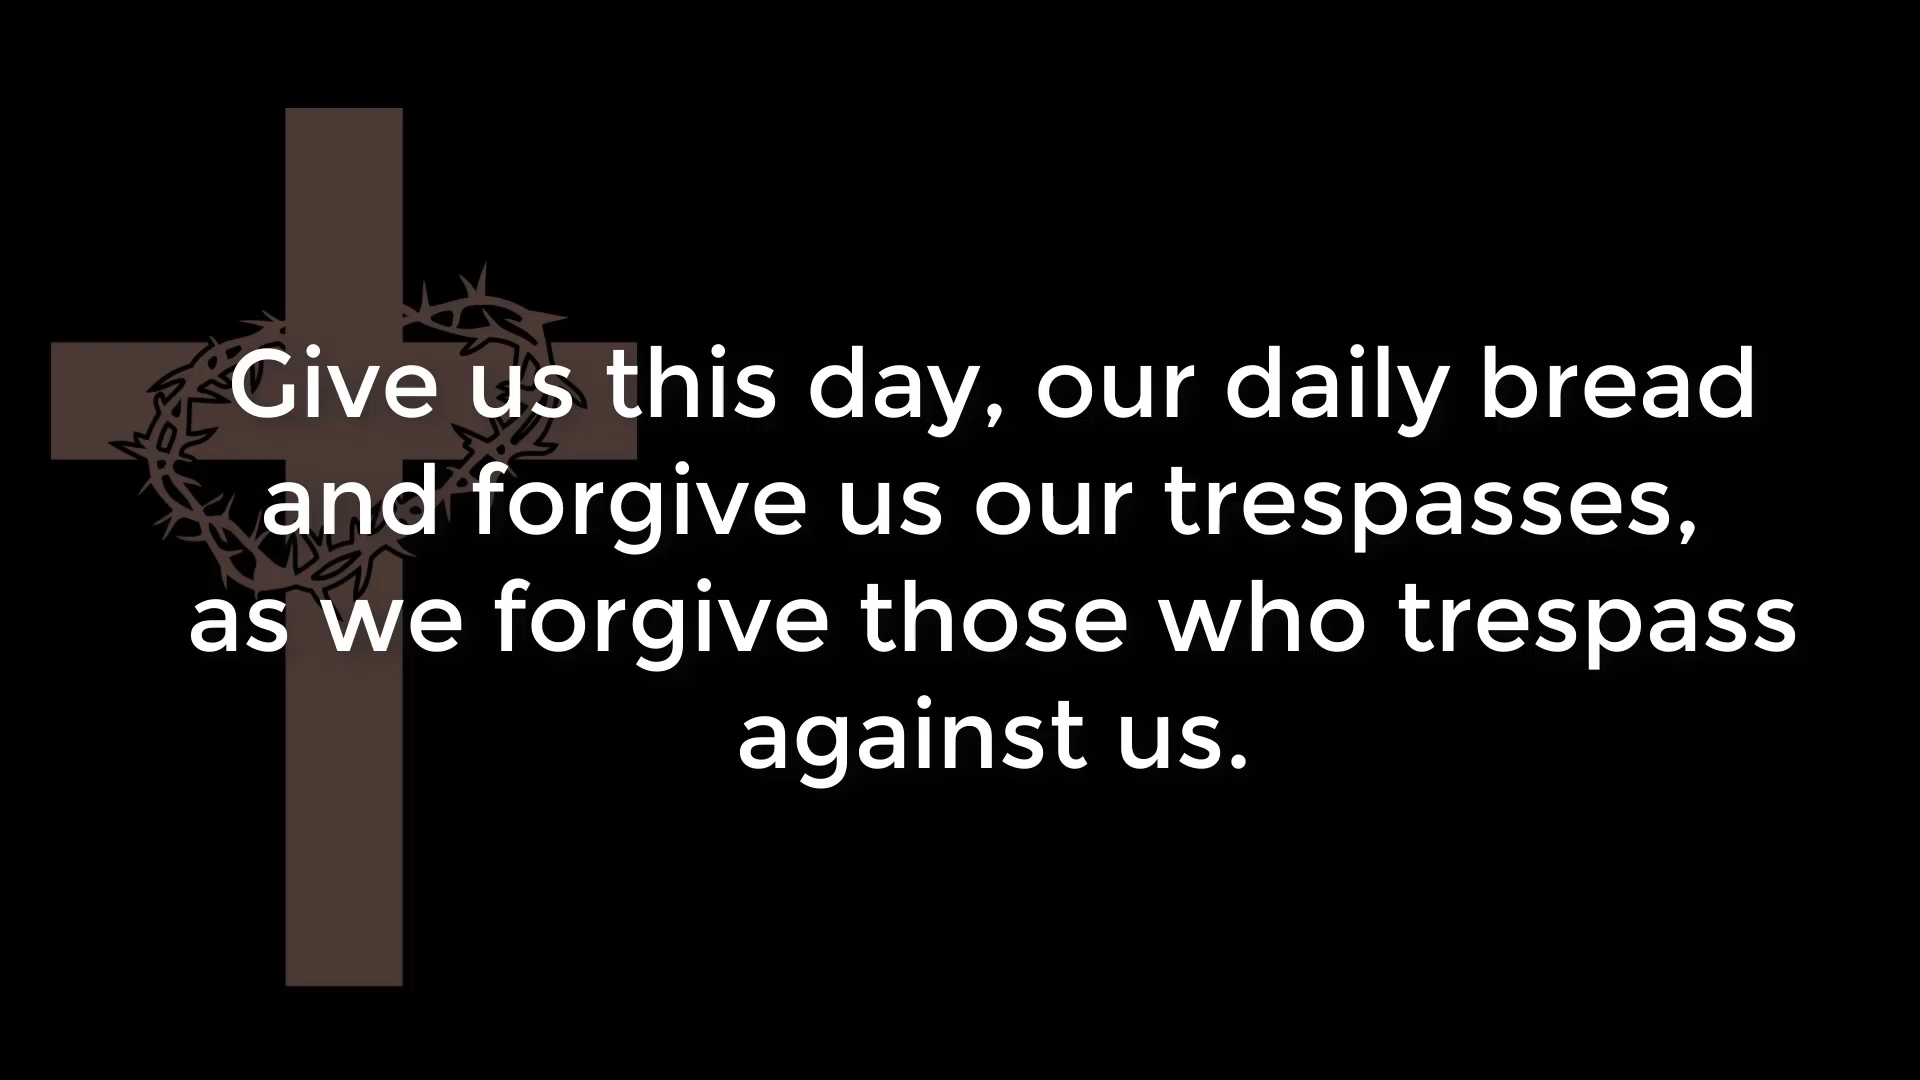 Give us this day, our daily bread
and forgive us our trespasses,
as we forgive those who trespass
against us.